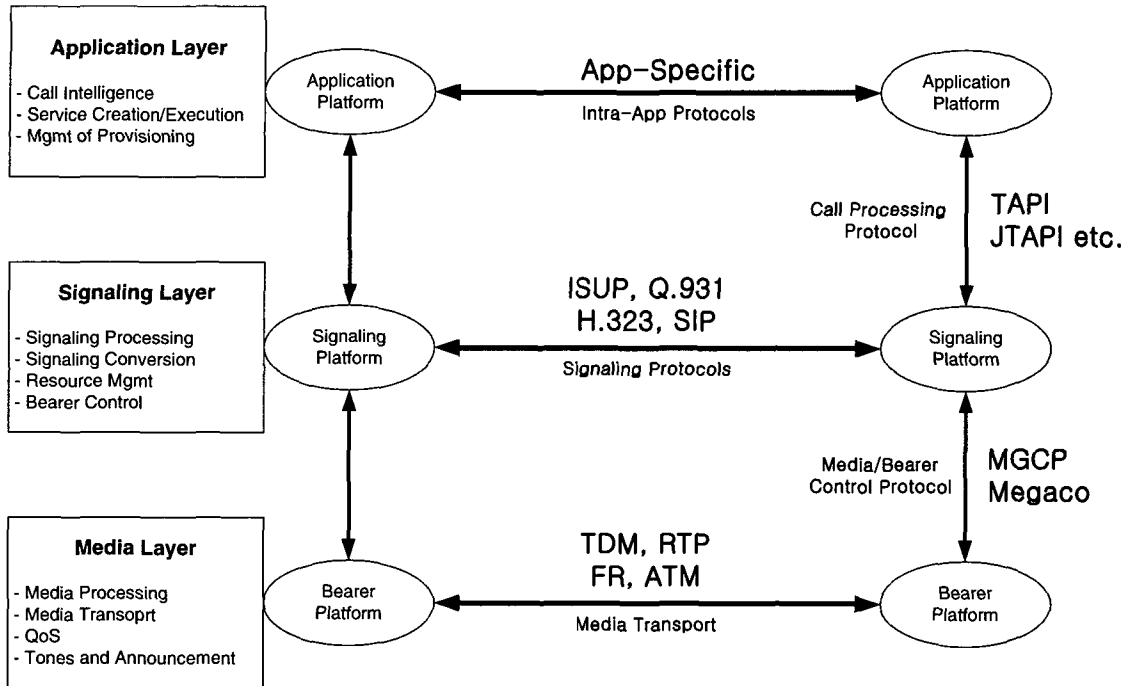 Application Layer
- Call Intelligence
- Service Creation/Execution
- Mgmt of Provisioning
Application
Platform
App-Specific
Intra-App Protocols
Application
Platform
Call Processing
Protocol
TAPI
JTAPI etc.
Signaling Layer
- Signaling Processing
- Signaling Conversion
- Resource Mgmt
- Bearer Control
Signaling
Platform
ISUP, Q.931
H.323, SIP
Signaling Protocols
Signaling
Platform
Media/Bearer
Control Protocol
MGCP
Megaco
Media Layer
- Media Processing
- Media Transoprt
- QoS
- Tones and Announcement
Bearer
Platform
TDM, RTP
FR, ATM
Media Transport
Bearer
Platform